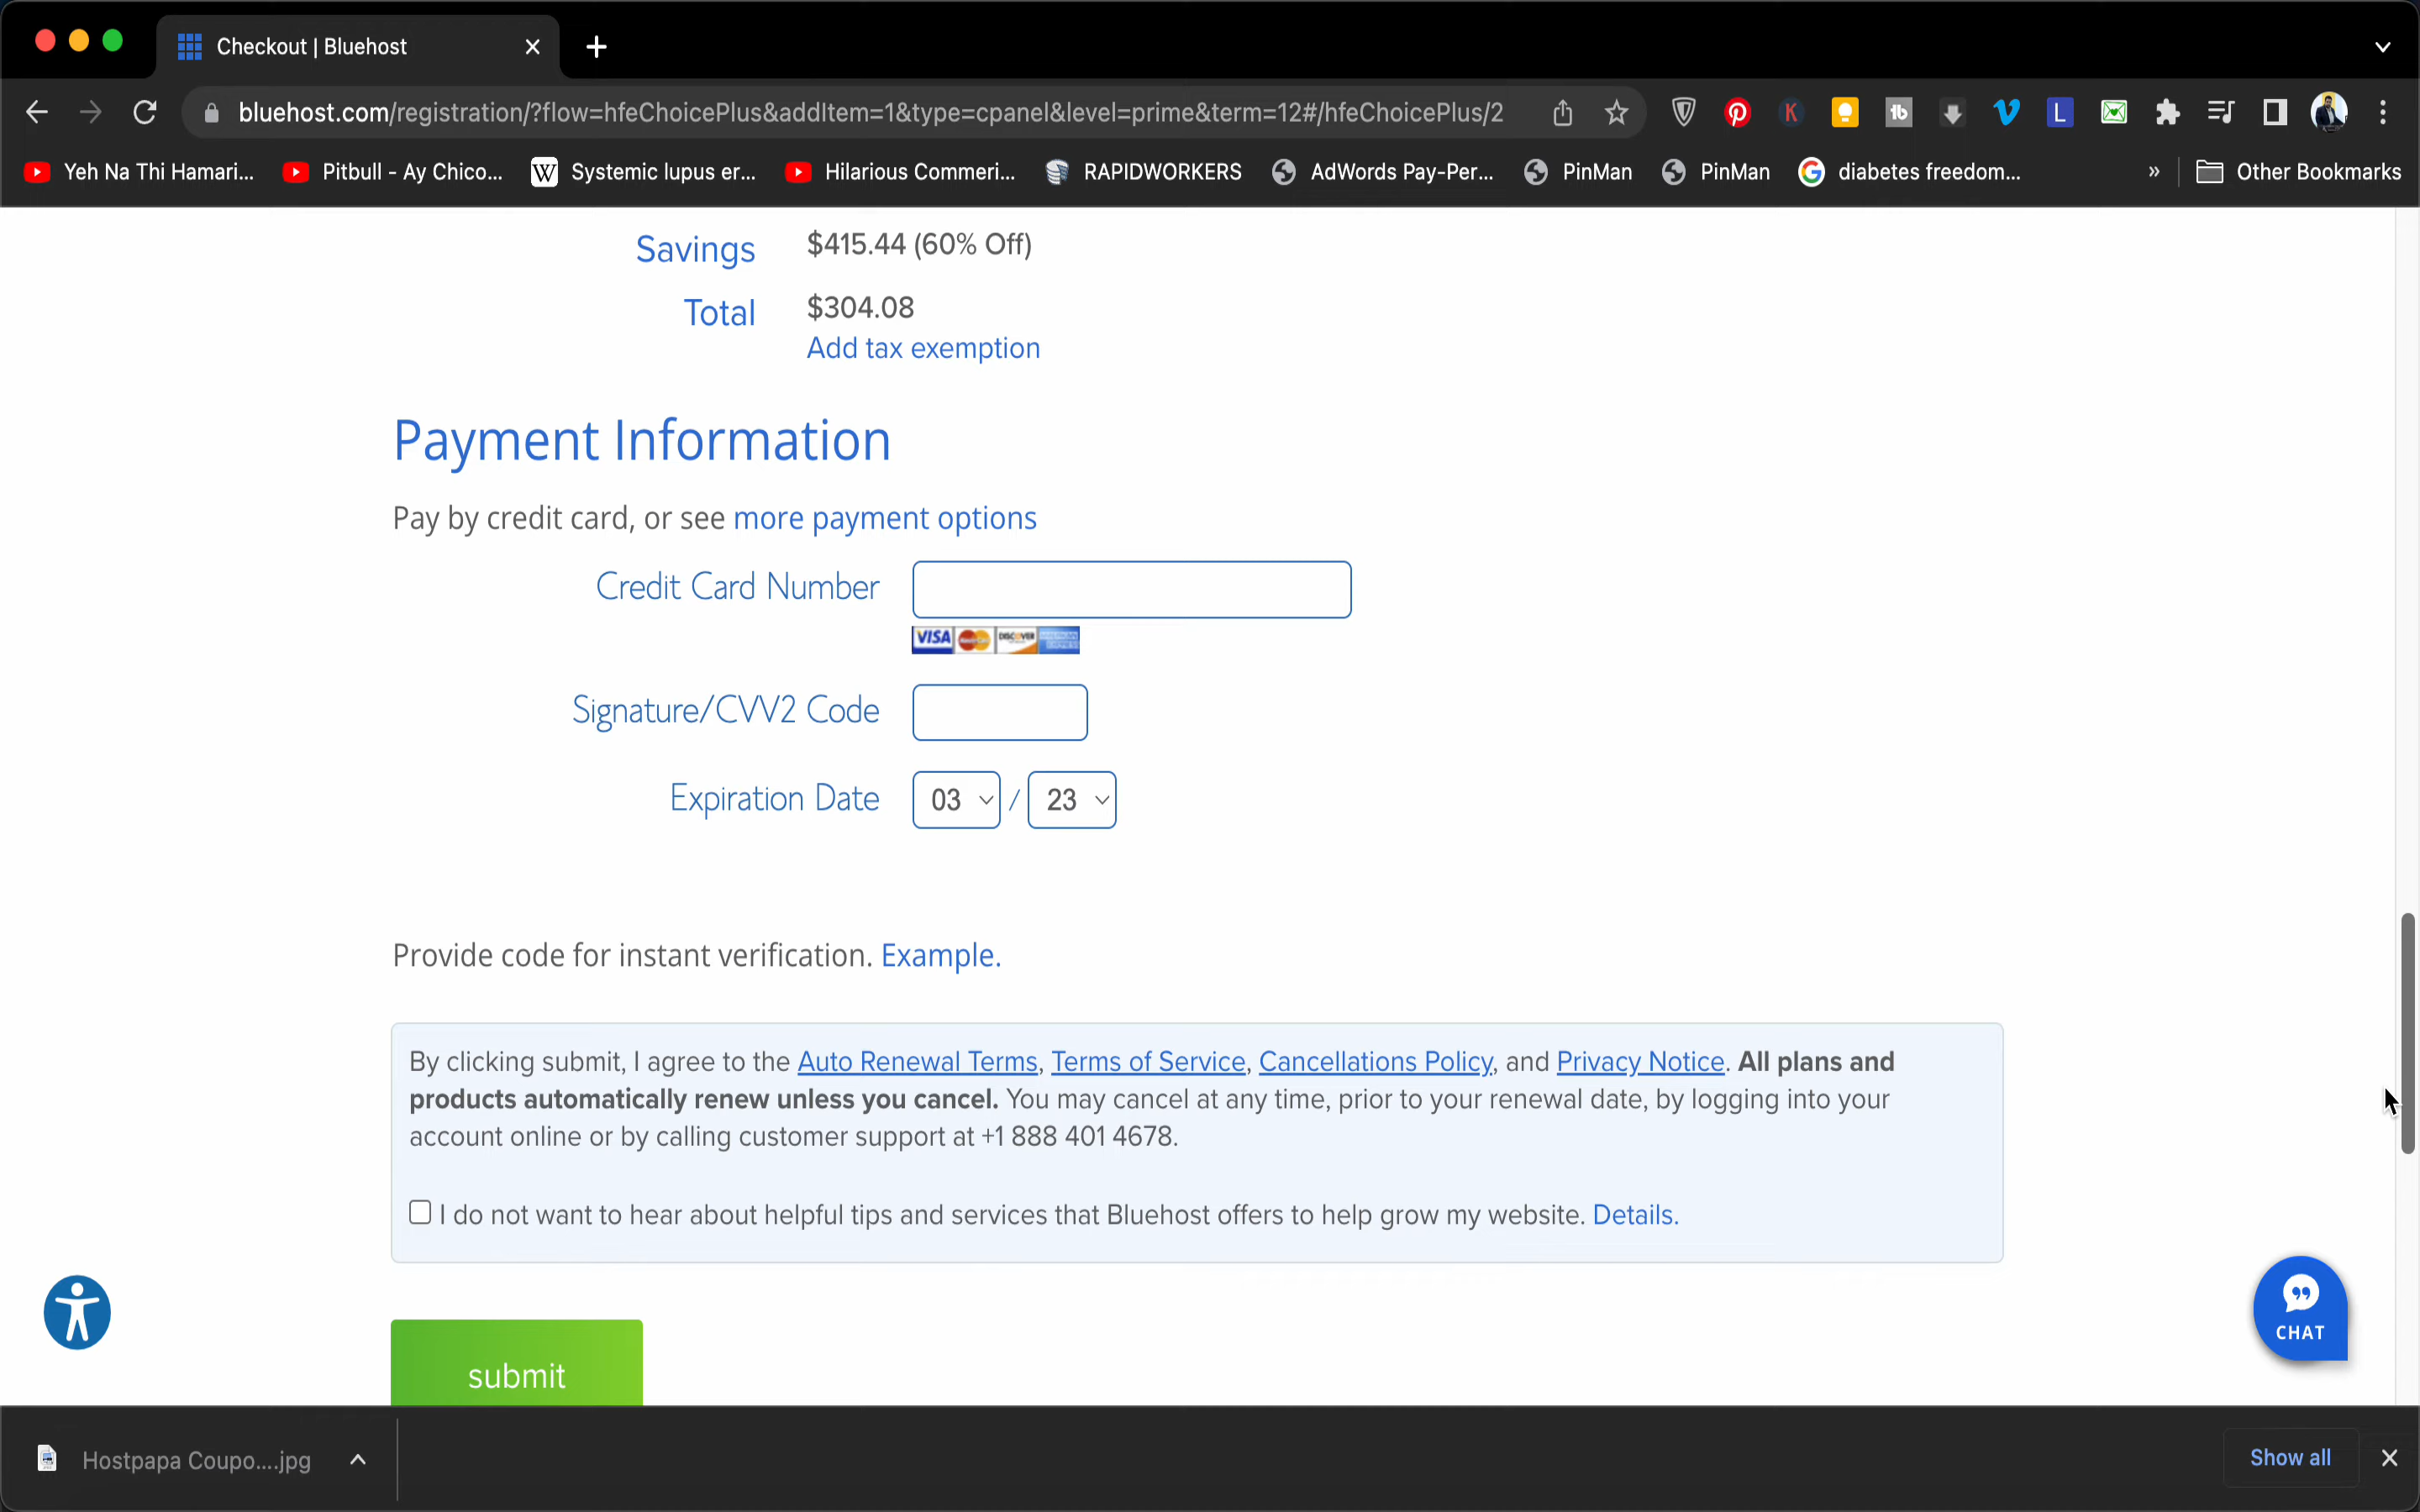 Checkout | Bluehost
bluehost.com/registration/?flow=hfeChoicePlus&addItem=1&type=cpanel&level=prime&term=12#/hfeChoicePlus/2
K
1b
L
Yeh Na Thi Hamari...
Pitbull - Ay Chico...
W
Systemic lupus er...
Hilarious Commeri...
RAPIDWORKERS
AdWords Pay-Per...
PinMan
PinMan
G
diabetes freedom...
»
Other Bookmarks
Savings $415.44 (60% Off)
Total $304.08
Add tax exemption
Payment Information
Pay by credit card, or see more payment options
Credit Card Number
VISA MasterCard DISCOVER AMERICAN EXPRESS
Signature/CVV2 Code
Expiration Date 03 / 23
Provide code for instant verification. Example.
By clicking submit, I agree to the Auto Renewal Terms, Terms of Service, Cancellations Policy, and Privacy Notice. All plans and
products automatically renew unless you cancel. You may cancel at any time, prior to your renewal date, by logging into your
account online or by calling customer support at +1 888 401 4678.
I do not want to hear about helpful tips and services that Bluehost offers to help grow my website. Details.
CHAT
submit
Hostpapa Coupo....jpg
Show all